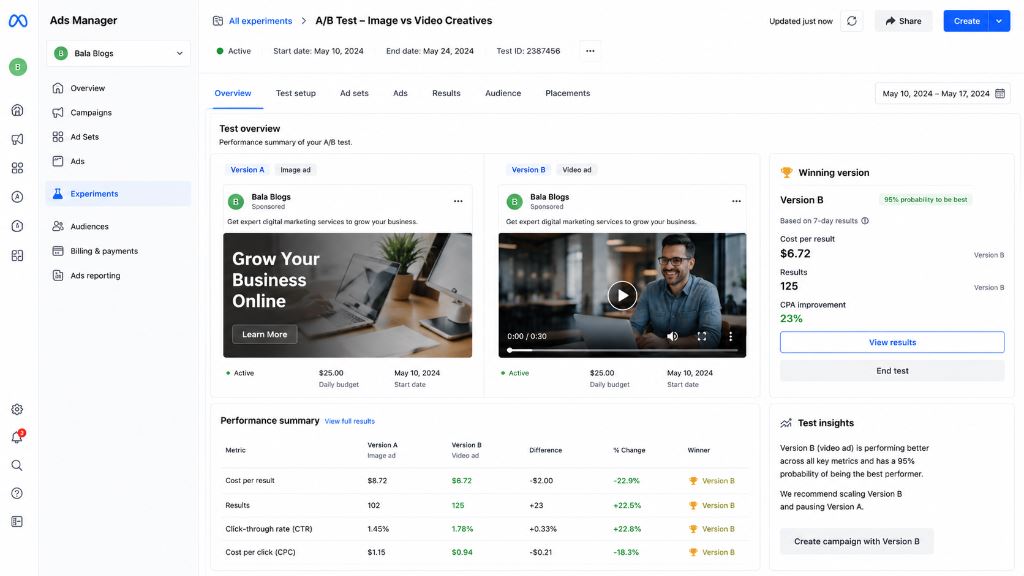 Ads Manager
B
Bala Blogs
B
Overview
Campaigns
Ad Sets
Ads
Experiments
Audiences
Billing & payments
Ads reporting
All experiments > A/B Test – Image vs Video Creatives
Updated just now
Share
Create
Active
Start date: May 10, 2024
End date: May 24, 2024
Test ID: 2387456
Overview
Test setup
Ad sets
Ads
Results
Audience
Placements
May 10, 2024 – May 17, 2024
Test overview
Performance summary of your A/B test.
Version A
Image ad
B
Bala Blogs
Sponsored
Get expert digital marketing services to grow your business.
Grow Your
Business
Online
Learn More
Active
$25.00
May 10, 2024
Daily budget
Start date
Version B
Video ad
B
Bala Blogs
Sponsored
Get expert digital marketing services to grow your business.
0:00 / 0:30
Active
$25.00
May 10, 2024
Daily budget
Start date
Winning version
Version B
95% probability to be best
Based on 7-day results
Cost per result
$6.72
Version B
Results
125
Version B
CPA improvement
23%
View results
End test
Performance summary
View full results
Metric
Version A
Image ad
Version B
Video ad
Difference
% Change
Winner
Cost per result $8.72 $6.72 -$2.00 -22.9% Version B
Results 102 125 +23 +22.5% Version B
Click-through rate (CTR) 1.45% 1.78% +0.33% +22.8% Version B
Cost per click (CPC) $1.15 $0.94 -$0.21 -18.3% Version B
Test insights
Version B (video ad) is performing better
across all key metrics and has a 95%
probability of being the best performer.
We recommend scaling Version B
and pausing Version A.
Create campaign with Version B